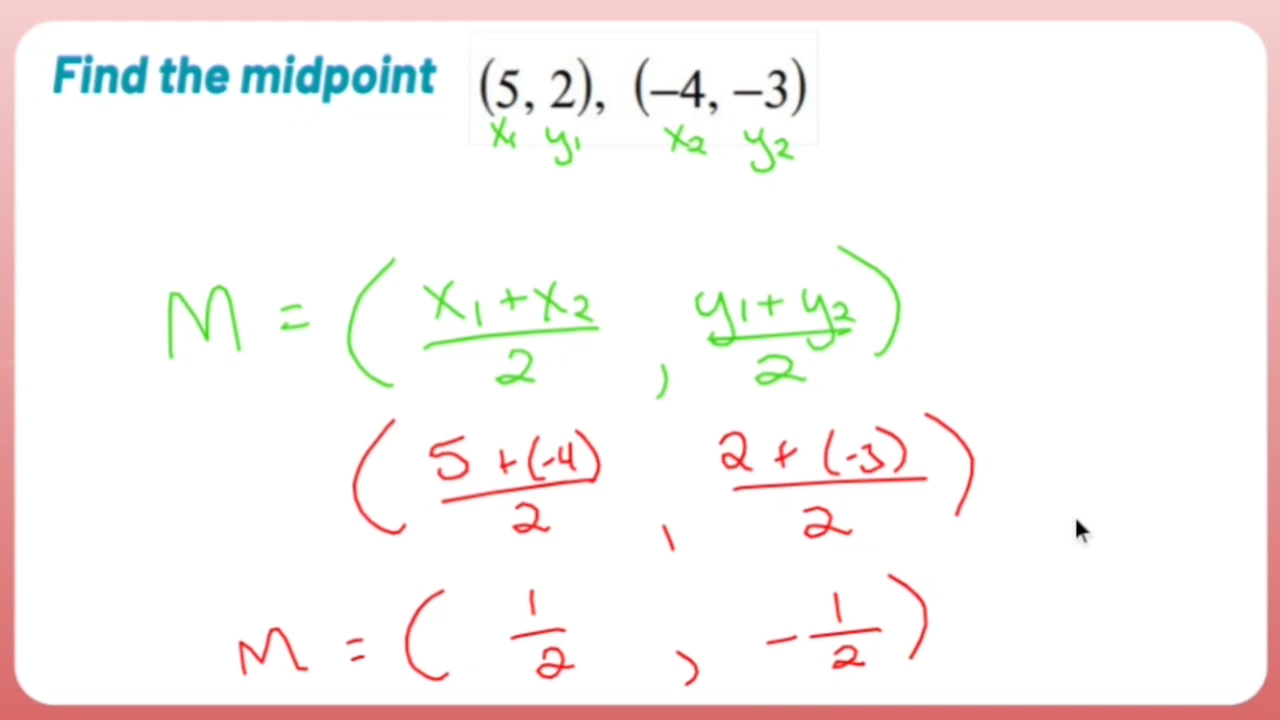 Find the midpoint (5, 2), (−4, −3)
x₁ y₁ x₂ y₂
M = ( x₁ + x₂ / 2 , y₁ + y₂ / 2 )
( 5 + (-4) / 2 , 2 + (-3) / 2 )
M = ( 1/2 , - 1/2 )